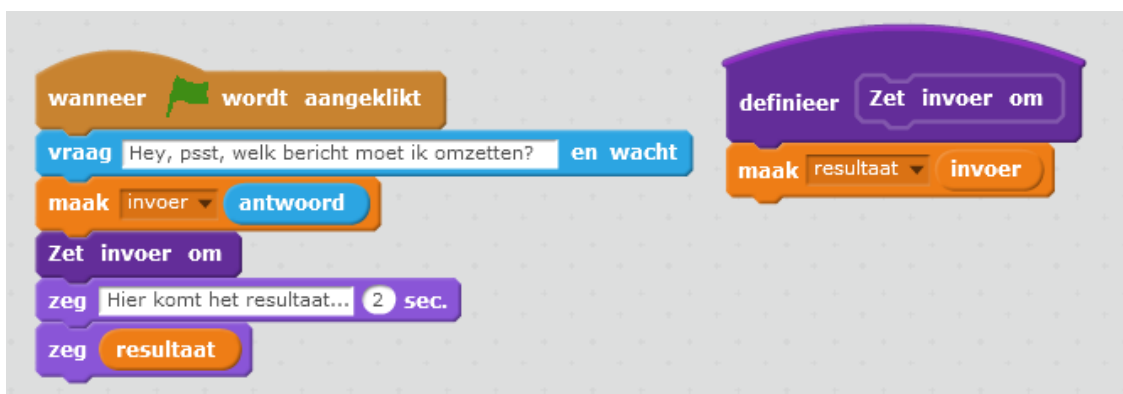 wanneer wordt aangeklikt
vraag Hey, psst, welk bericht moet ik omzetten? en wacht
maak invoer antwoord
Zet invoer om
zeg Hier komt het resultaat... 2 sec.
zeg resultaat
definieer Zet invoer om
maak resultaat invoer